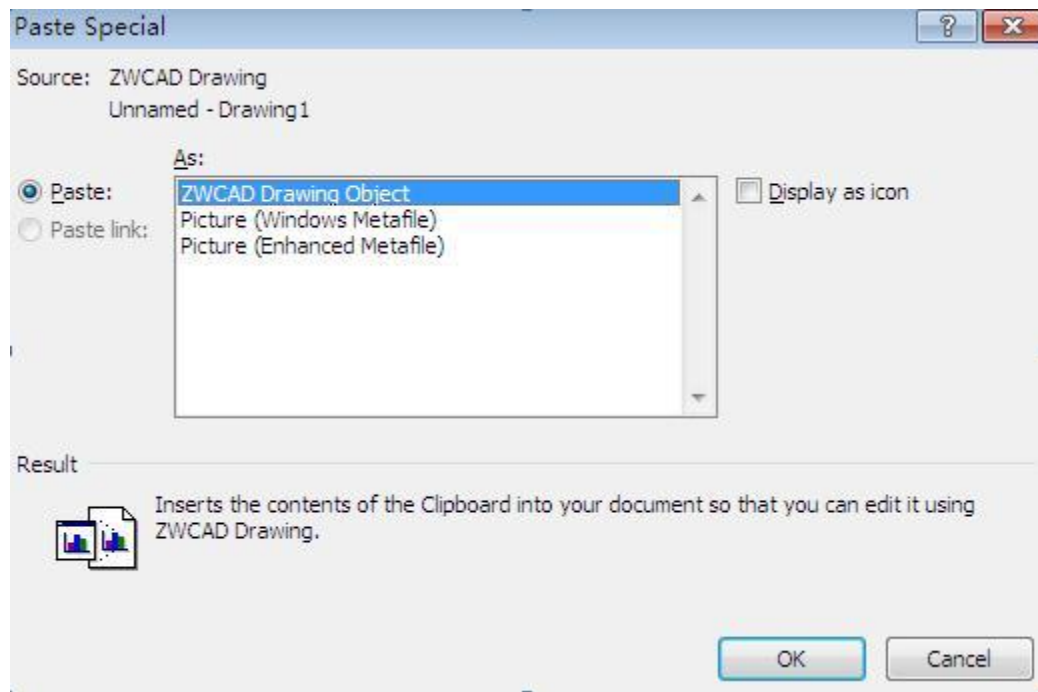 Paste Special
Source: ZWCAD Drawing
Unnamed - Drawing1
As:
Paste:
Paste link:
ZWCAD Drawing Object
Picture (Windows Metafile)
Picture (Enhanced Metafile)
Display as icon
Result
Inserts the contents of the Clipboard into your document so that you can edit it using
ZWCAD Drawing.
OK Cancel